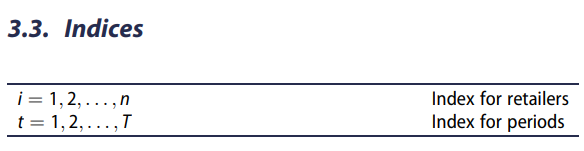 3.3. Indices
i = 1, 2, . . . , n Index for retailers
t = 1, 2, . . . , T Index for periods